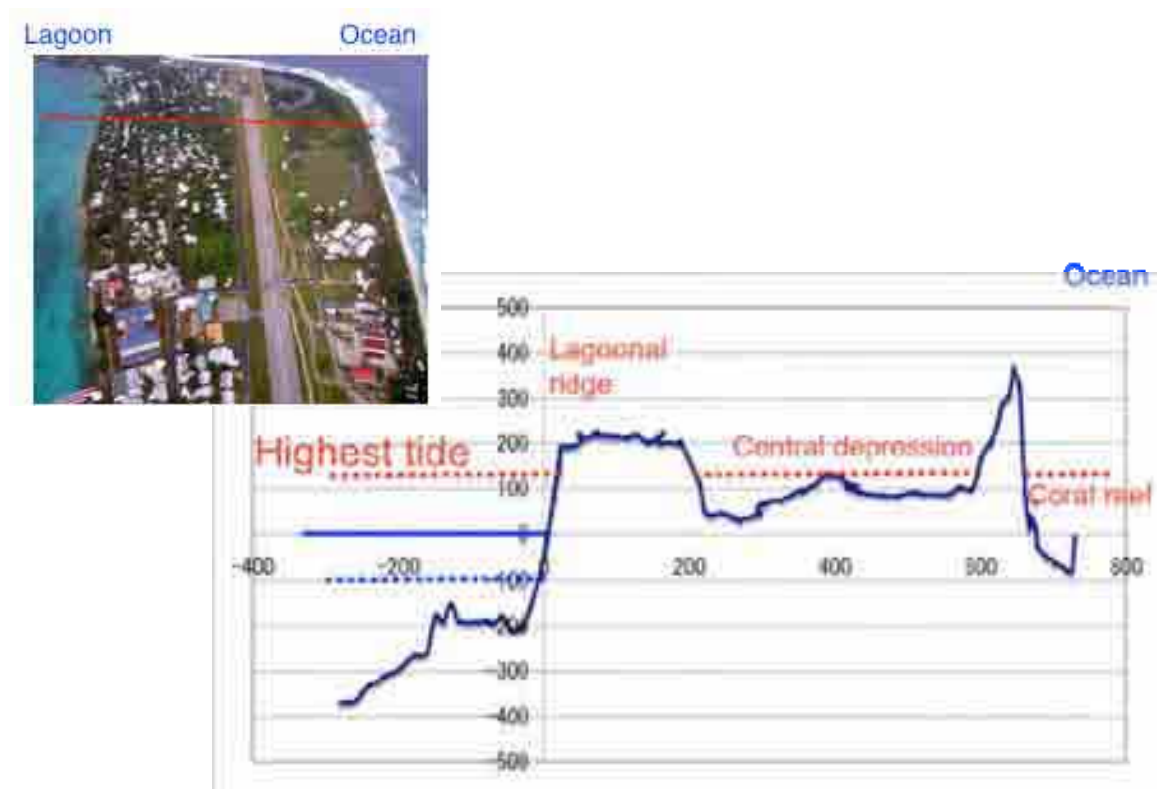 Lagoon
Ocean
Ocean
500
400
Lagoonal
ridge
300
Highest tide
200
Central depression
100
Coral reef
0
-400
-200
-100
200
400
600
800
-200
-300
-400
-500